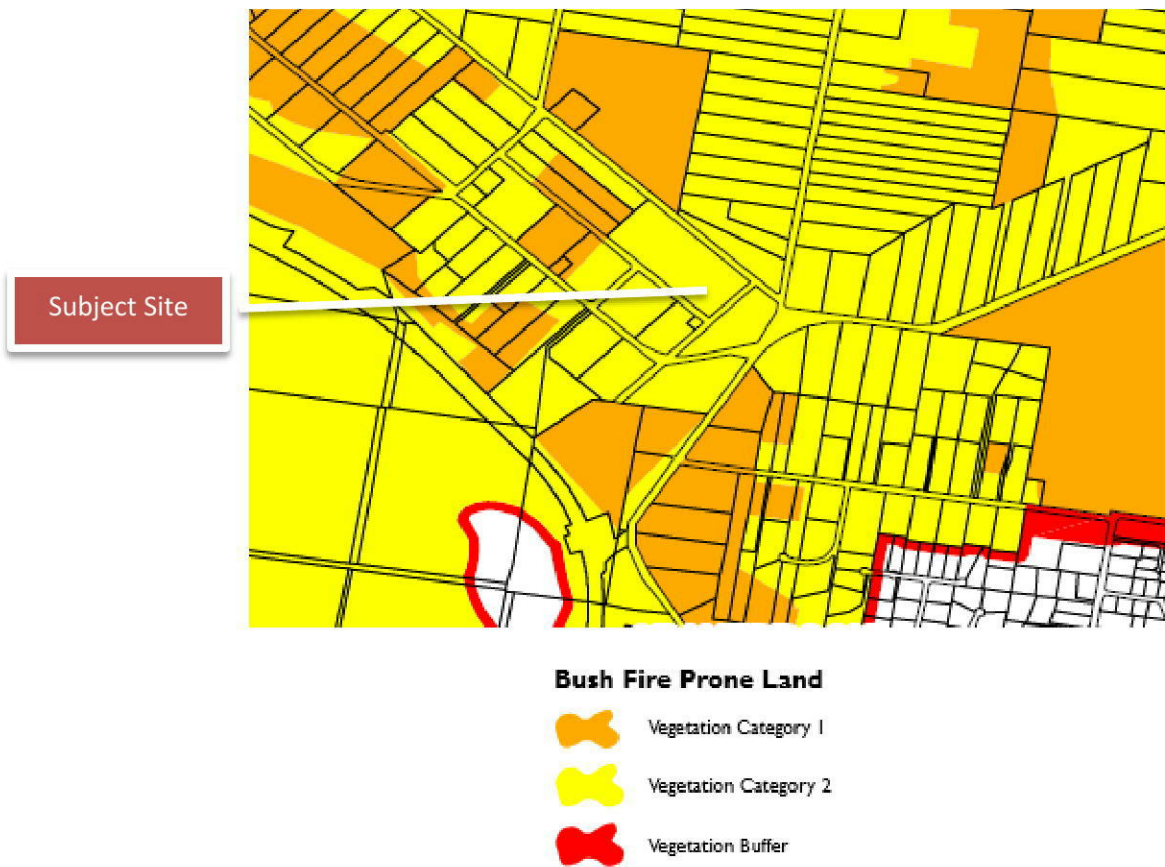 Subject Site
Bush Fire Prone Land
Vegetation Category 1
Vegetation Category 2
Vegetation Buffer